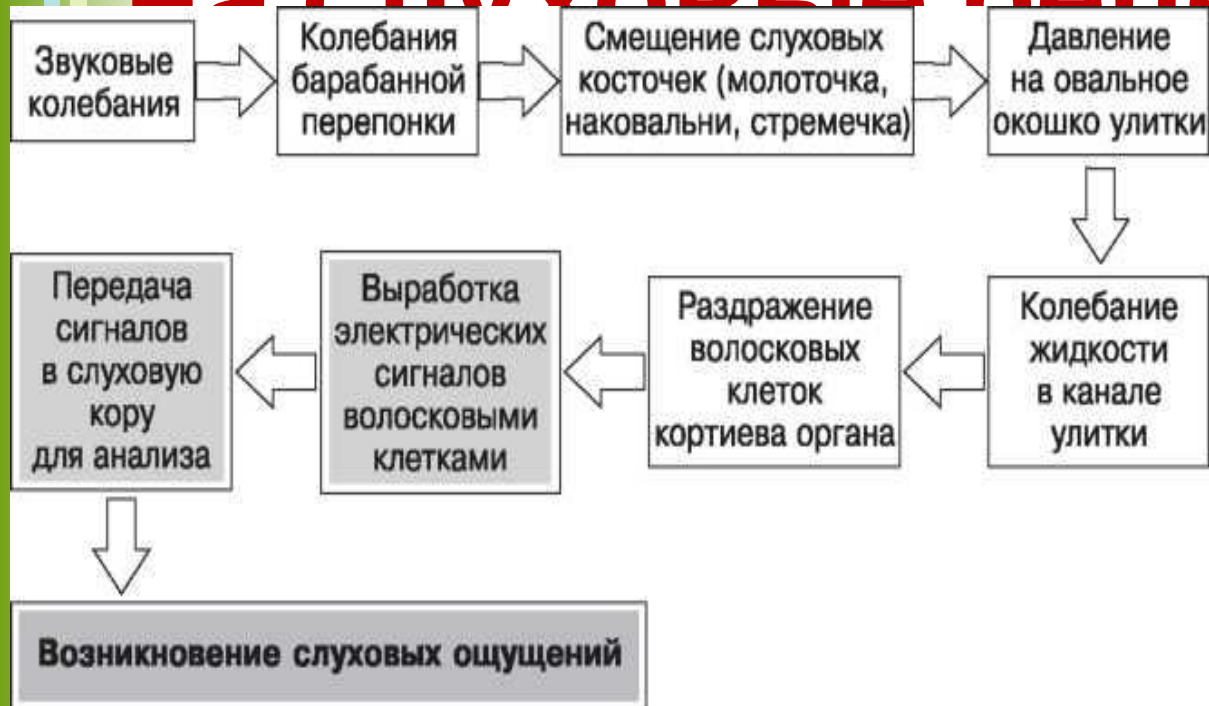 Звуковые
колебания
Колебания
барабанной
перепонки
Смещение слуховых
косточек (молоточка,
наковальни, стремечка)
Давление
на овальное
окошко улитки
Колебание
жидкости
в канале
улитки
Раздражение
волосковых
клеток
кортиева органа
Выработка
электрических
сигналов
волосковыми
клетками
Передача
сигналов
в слуховую
кору
для анализа
Возникновение слуховых ощущений